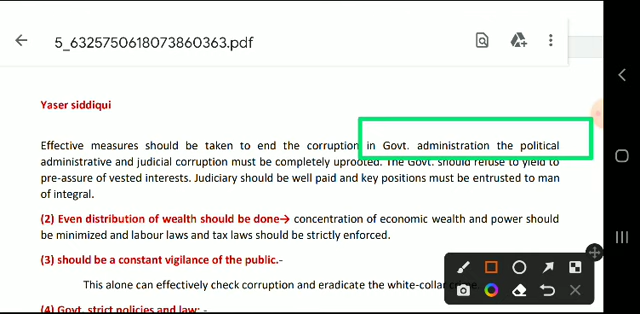 5_6325750618073860363.pdf
Yaser siddiqui
Effective measures should be taken to end the corruption in Govt. administration the political
administrative and judicial corruption must be completely uprooted. The Govt. should refuse to yield to
pre-assure of vested interests. Judiciary should be well paid and key positions must be entrusted to man
of integral.
(2) Even distribution of wealth should be done→ concentration of economic wealth and power should
be minimized and labour laws and tax laws should be strictly enforced.
(3) should be a constant vigilance of the public.-
This alone can effectively check corruption and eradicate the white-collar
(4) Govt. strict policies and law: -